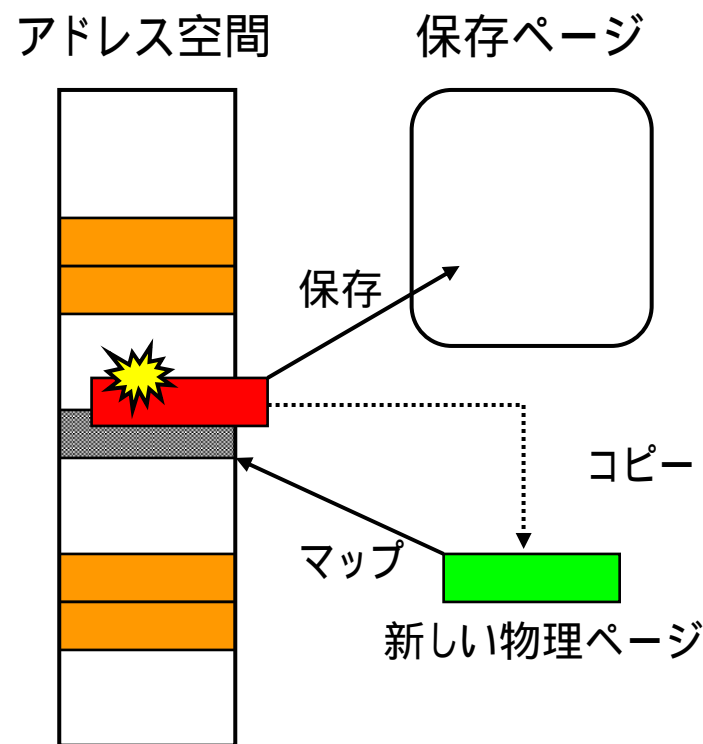 アドレス空間
保存ページ
保存
コピー
マップ
新しい物理ページ